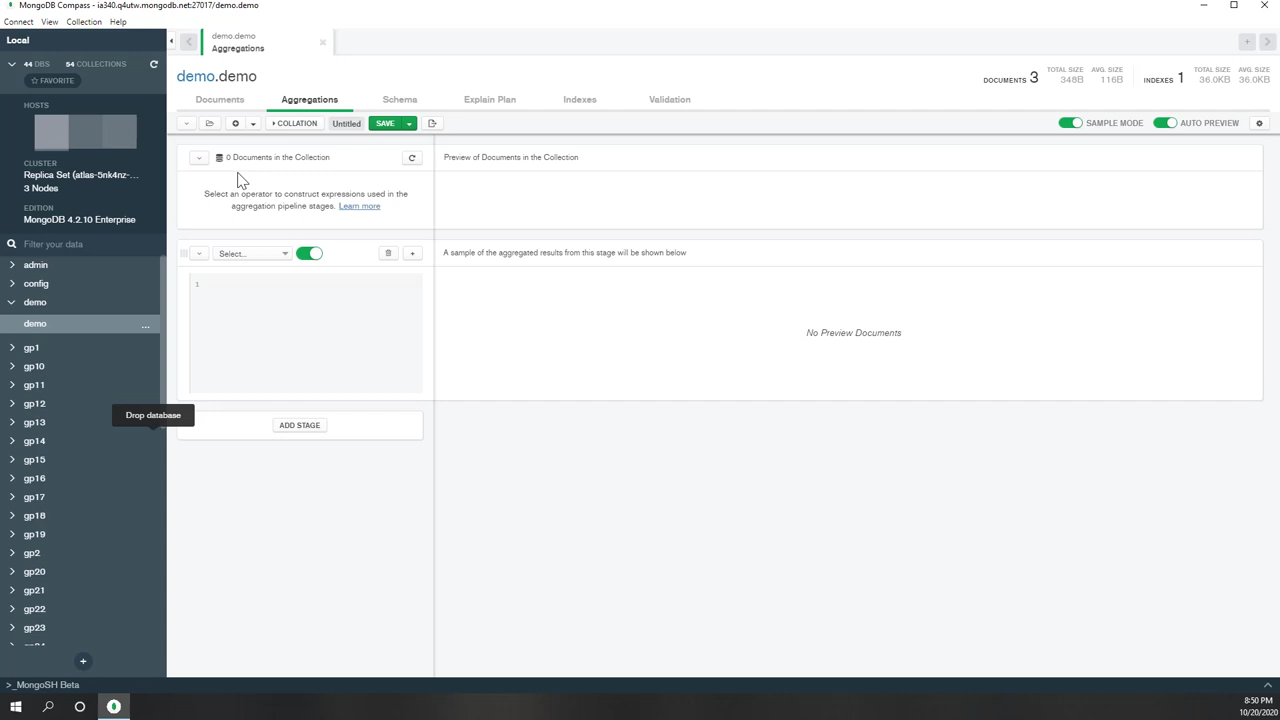 MongoDB Compass - ia340.q4utw.mongodb.net:27017/demo.demo
Connect View Collection Help
Local
44 DBS 54 COLLECTIONS
☆ FAVORITE
HOSTS
CLUSTER
Replica Set (atlas-5nk4nz-...
3 Nodes
EDITION
MongoDB 4.2.10 Enterprise
Filter your data
admin
config
demo
demo ...
gp1
gp10
gp11
gp12
gp13
gp14
gp15
gp16
gp17
gp18
gp19
gp2
gp20
gp21
gp22
gp23
Drop database
>_MongoSH Beta
demo.demo
Aggregations
demo.demo
DOCUMENTS 3
TOTAL SIZE
348B
AVG. SIZE
116B
INDEXES 1
TOTAL SIZE
36.0KB
AVG. SIZE
36.0KB
Documents Aggregations Schema Explain Plan Indexes Validation
COLLATION Untitled SAVE SAMPLE MODE AUTO PREVIEW
0 Documents in the Collection
Preview of Documents in the Collection
Select an operator to construct expressions used in the
aggregation pipeline stages. Learn more
Select...
A sample of the aggregated results from this stage will be shown below
1
No Preview Documents
ADD STAGE
8:50 PM
10/20/2020